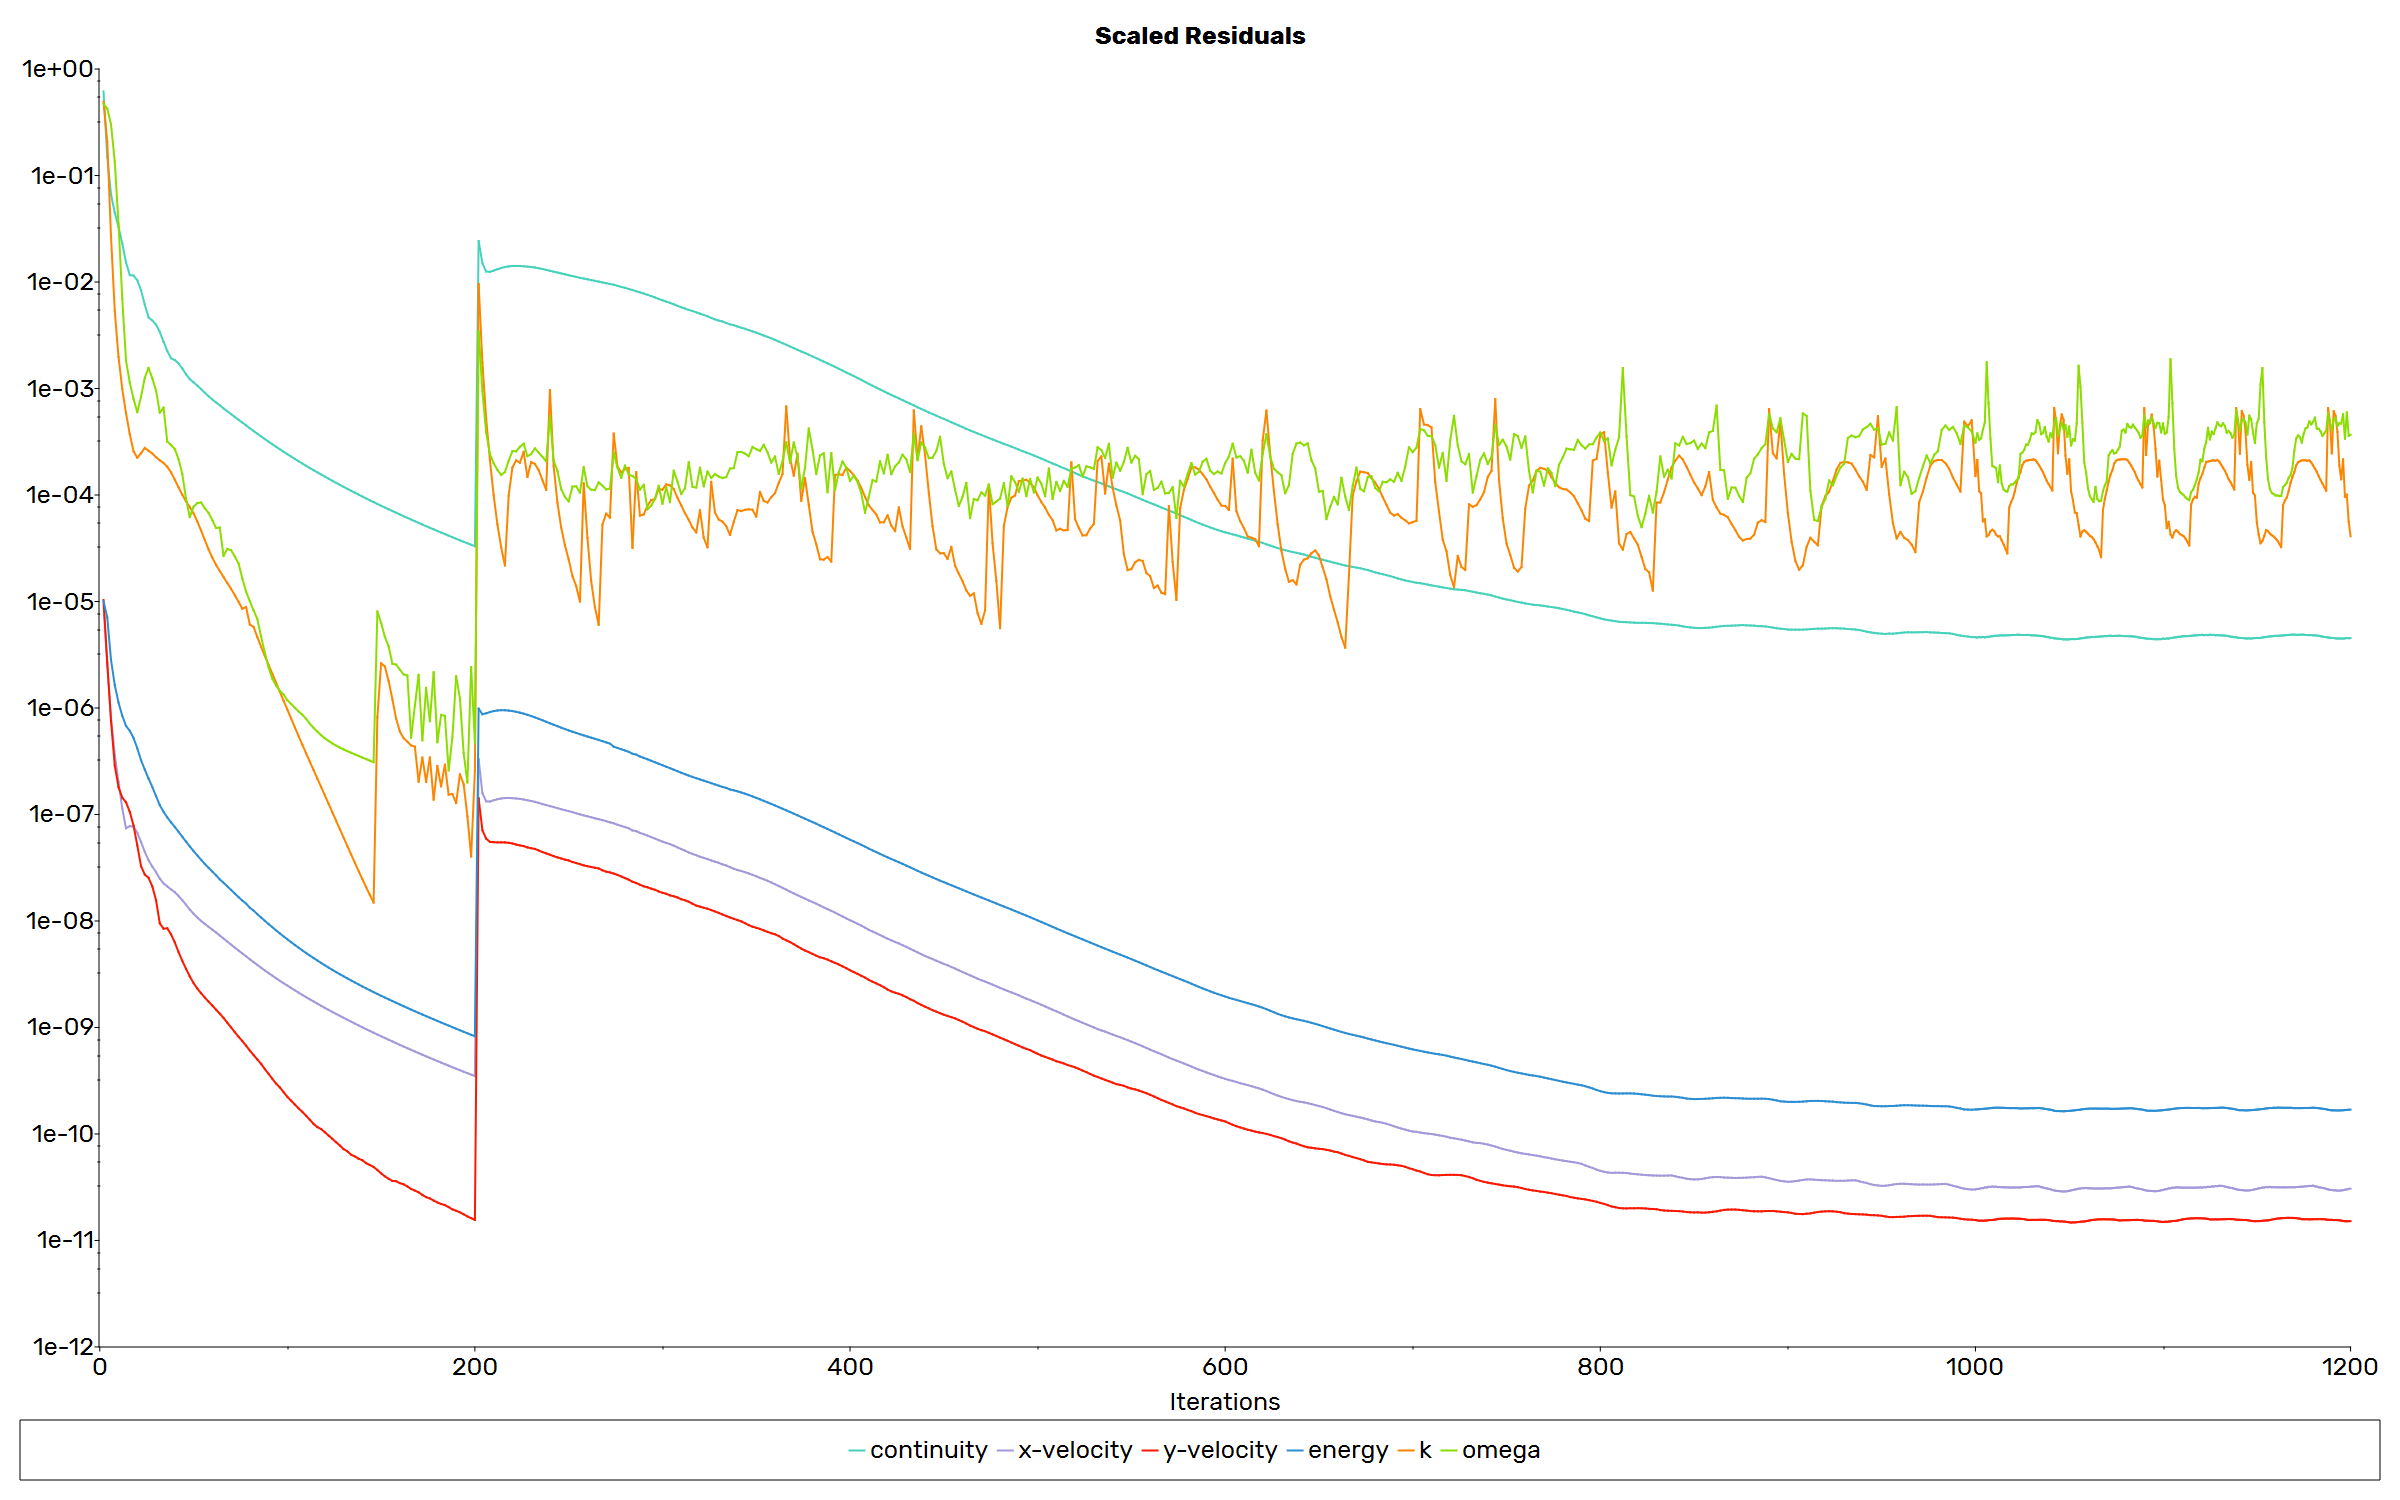 Scaled Residuals
1e+00
1e-01
1e-02
1e-03
1e-04
1e-05
1e-06
1e-07
1e-08
1e-09
1e-10
1e-11
1e-12
0 200 400 600 800 1000 1200
Iterations
continuity x-velocity y-velocity energy k omega